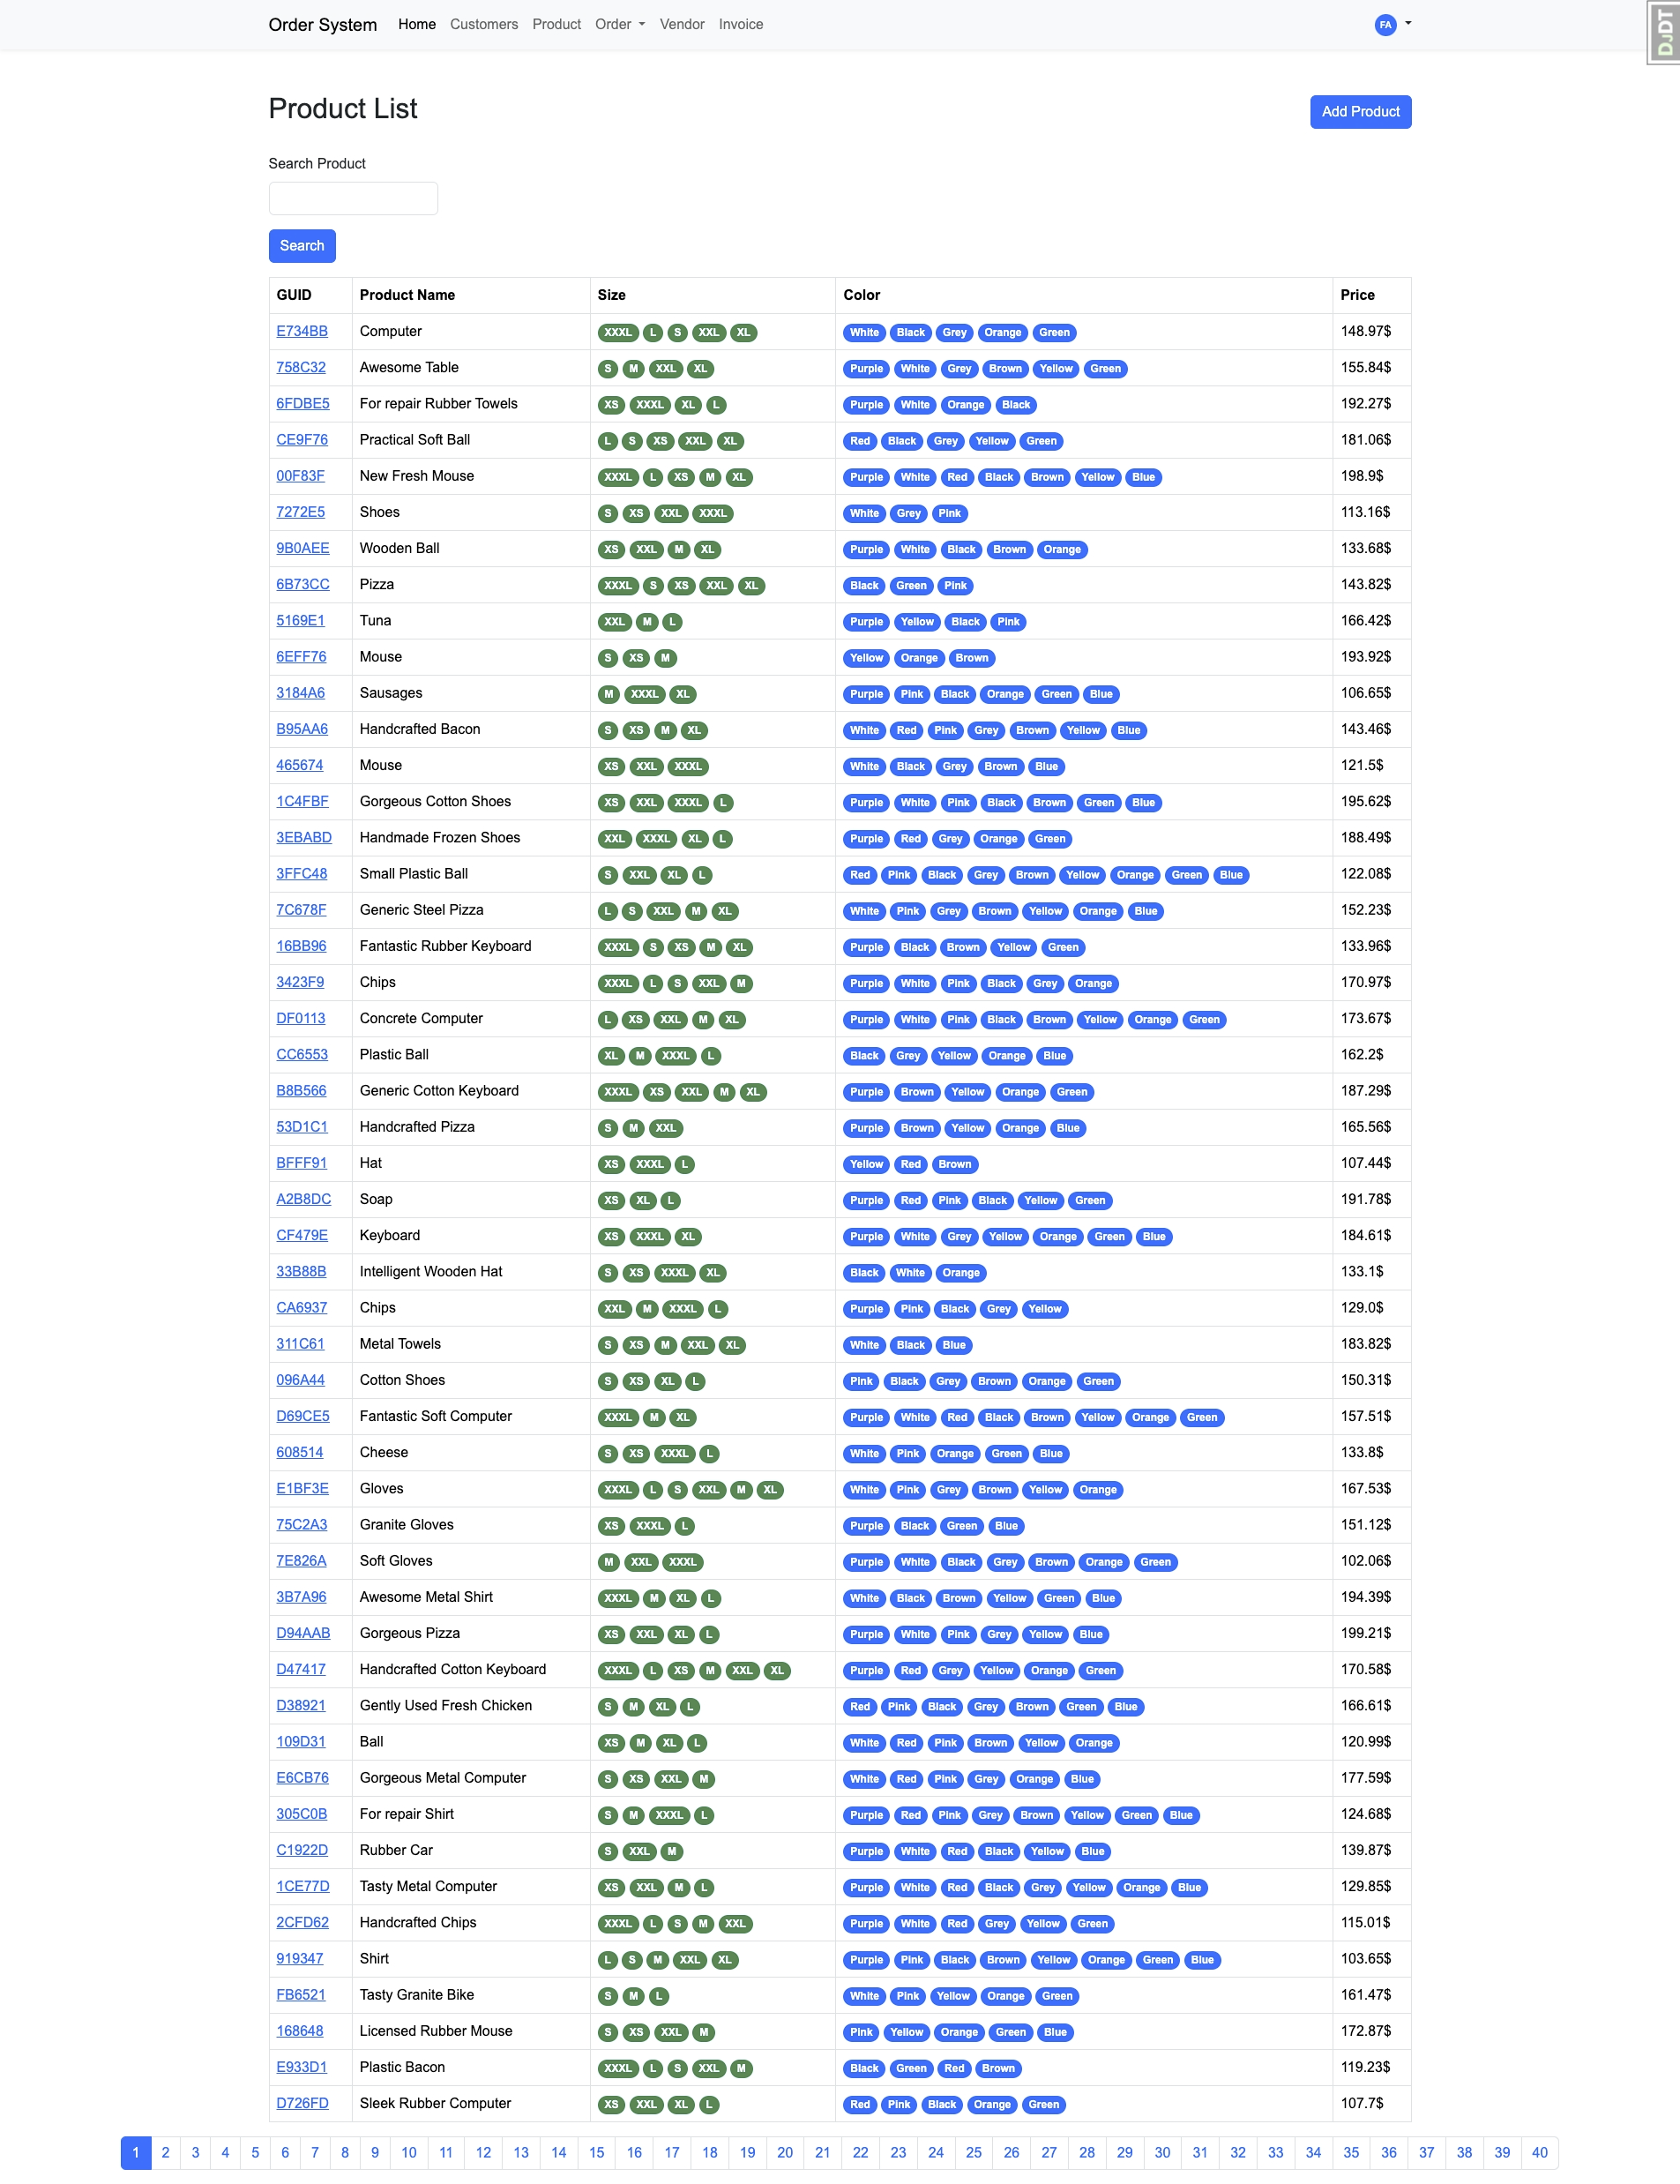 Order System Home Customers Product Order Vendor Invoice FA
DJDT
Product List Add Product
Search Product
Search
GUID Product Name Size Color Price
E734BB Computer XXXL L S XXL XL White Black Grey Orange Green 148.97$
758C32 Awesome Table S M XXL XL Purple White Grey Brown Yellow Green 155.84$
6FDBE5 For repair Rubber Towels XS XXXL XL L Purple White Orange Black 192.27$
CE9F76 Practical Soft Ball L S XS XXL XL Red Black Grey Yellow Green 181.06$
00F83F New Fresh Mouse XXXL L XS M XL Purple White Red Black Brown Yellow Blue 198.9$
7272E5 Shoes S XS XXL XXXL White Grey Pink 113.16$
9B0AEE Wooden Ball XS XXL M XL Purple White Black Brown Orange 133.68$
6B73CC Pizza XXXL S XS XXL XL Black Green Pink 143.82$
5169E1 Tuna XXL M L Purple Yellow Black Pink 166.42$
6EFF76 Mouse S XS M Yellow Orange Brown 193.92$
3184A6 Sausages M XXXL XL Purple Pink Black Orange Green Blue 106.65$
B95AA6 Handcrafted Bacon S XS M XL White Red Pink Grey Brown Yellow Blue 143.46$
465674 Mouse XS XXL XXXL White Black Grey Brown Blue 121.5$
1C4FBF Gorgeous Cotton Shoes XS XXL XXXL L Purple White Pink Black Brown Green Blue 195.62$
3EBABD Handmade Frozen Shoes XXL XXXL XL L Purple Red Grey Orange Green 188.49$
3FFC48 Small Plastic Ball S XXL XL L Red Pink Black Grey Brown Yellow Orange Green Blue 122.08$
7C678F Generic Steel Pizza L S XXL M XL White Pink Grey Brown Yellow Orange Blue 152.23$
16BB96 Fantastic Rubber Keyboard XXXL S XS M XL Purple Black Brown Yellow Green 133.96$
3423F9 Chips XXXL L S XXL M Purple White Pink Black Grey Orange 170.97$
DF0113 Concrete Computer L XS XXL M XL Purple White Pink Black Brown Yellow Orange Green 173.67$
CC6553 Plastic Ball XL M XXXL L Black Grey Yellow Orange Blue 162.2$
B8B566 Generic Cotton Keyboard XXXL XS XXL M XL Purple Brown Yellow Orange Green 187.29$
53D1C1 Handcrafted Pizza S M XXL Purple Brown Yellow Orange Blue 165.56$
BFFF91 Hat XS XXXL L Yellow Red Brown 107.44$
A2B8DC Soap XS XL L Purple Red Pink Black Yellow Green 191.78$
CF479E Keyboard XS XXXL XL Purple White Grey Yellow Orange Green Blue 184.61$
33B88B Intelligent Wooden Hat S XS XXXL XL Black White Orange 133.1$
CA6937 Chips XXL M XXXL L Purple Pink Black Grey Yellow 129.0$
311C61 Metal Towels S XS M XXL XL White Black Blue 183.82$
096A44 Cotton Shoes S XS XL L Pink Black Grey Brown Orange Green 150.31$
D69CE5 Fantastic Soft Computer XXXL M XL Purple White Red Black Brown Yellow Orange Green 157.51$
608514 Cheese S XS XXXL L White Pink Orange Green Blue 133.8$
E1BF3E Gloves XXXL L S XXL M XL White Pink Grey Brown Yellow Orange 167.53$
75C2A3 Granite Gloves XS XXXL L Purple Black Green Blue 151.12$
7E826A Soft Gloves M XXL XXXL Purple White Black Grey Brown Orange Green 102.06$
3B7A96 Awesome Metal Shirt XXXL M XL L White Black Brown Yellow Green Blue 194.39$
D94AAB Gorgeous Pizza XS XXL XL L Purple White Pink Grey Yellow Blue 199.21$
D47417 Handcrafted Cotton Keyboard XXXL L XS M XXL XL Purple Red Grey Yellow Orange Green 170.58$
D38921 Gently Used Fresh Chicken S M XL L Red Pink Black Grey Brown Green Blue 166.61$
109D31 Ball XS M XL L White Red Pink Brown Yellow Orange 120.99$
E6CB76 Gorgeous Metal Computer S XS XXL M White Red Pink Grey Orange Blue 177.59$
305C0B For repair Shirt S M XXXL L Purple Red Pink Grey Brown Yellow Green Blue 124.68$
C1922D Rubber Car S XXL M Purple White Red Black Yellow Blue 139.87$
1CE77D Tasty Metal Computer XS XXL M L Purple White Red Black Grey Yellow Orange Blue 129.85$
2CFD62 Handcrafted Chips XXXL L S M XXL Purple White Red Grey Yellow Green 115.01$
919347 Shirt L S M XXL XL Purple Pink Black Brown Yellow Orange Green Blue 103.65$
FB6521 Tasty Granite Bike S M L White Pink Yellow Orange Green 161.47$
168648 Licensed Rubber Mouse S XS XXL M Pink Yellow Orange Green Blue 172.87$
E933D1 Plastic Bacon XXXL L S XXL M Black Green Red Brown 119.23$
D726FD Sleek Rubber Computer XS XXL XL L Red Pink Black Orange Green 107.7$
1 2 3 4 5 6 7 8 9 10 11 12 13 14 15 16 17 18 19 20 21 22 23 24 25 26 27 28 29 30 31 32 33 34 35 36 37 38 39 40